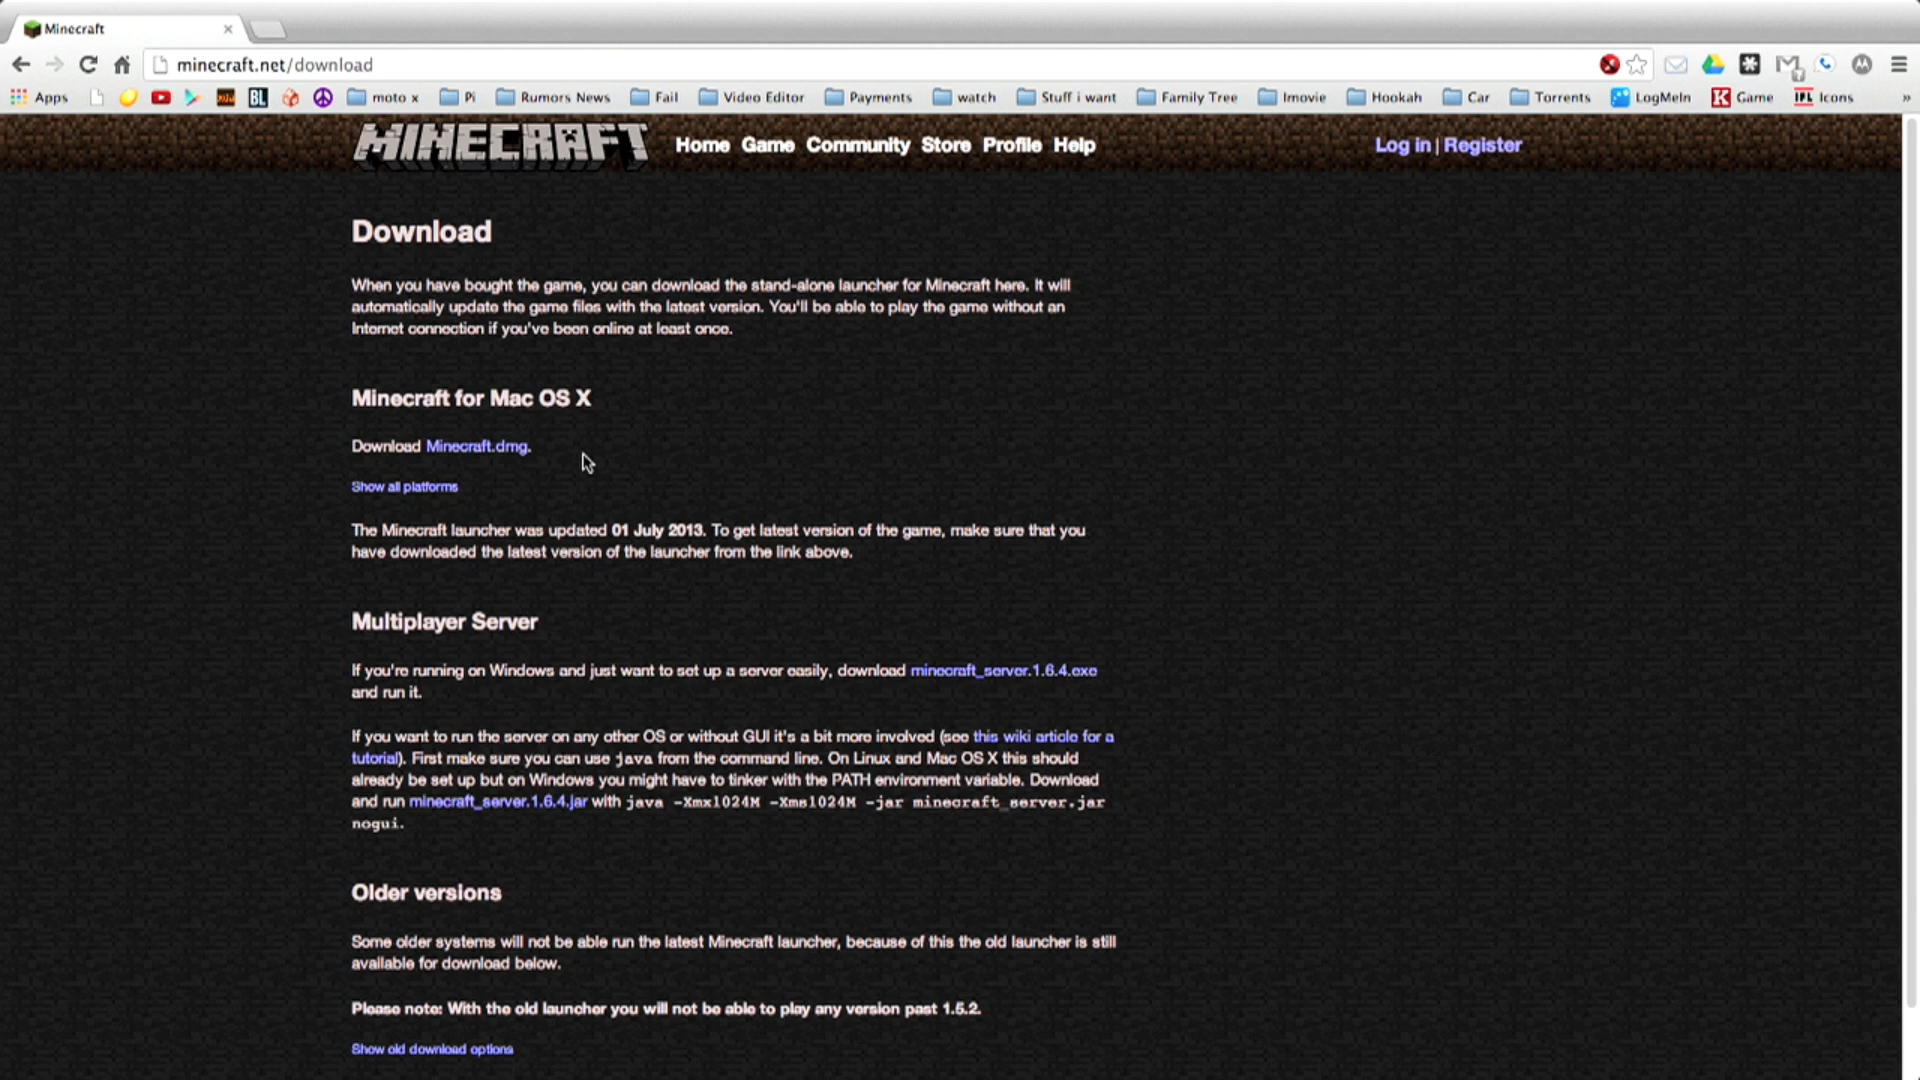 Minecraft
minecraft.net/download
Apps BL moto x Pi Rumors News Fail Video Editor Payments watch Stuff i want Family Tree Imovie Hookah Car Torrents LogMeIn K Game IPL Icons »
MINECRAFT Home Game Community Store Profile Help Log in | Register
Download
When you have bought the game, you can download the stand-alone launcher for Minecraft here. It will
automatically update the game files with the latest version. You'll be able to play the game without an
Internet connection if you've been online at least once.
Minecraft for Mac OS X
Download Minecraft.dmg.
Show all platforms
The Minecraft launcher was updated 01 July 2013. To get latest version of the game, make sure that you
have downloaded the latest version of the launcher from the link above.
Multiplayer Server
If you're running on Windows and just want to set up a server easily, download minecraft_server.1.6.4.exe
and run it.
If you want to run the server on any other OS or without GUI it's a bit more involved (see this wiki article for a
tutorial). First make sure you can use java from the command line. On Linux and Mac OS X this should
already be set up but on Windows you might have to tinker with the PATH environment variable. Download
and run minecraft_server.1.6.4.jar with java -Xmx1024M -Xms1024M -jar minecraft_server.jar
nogui.
Older versions
Some older systems will not be able run the latest Minecraft launcher, because of this the old launcher is still
available for download below.
Please note: With the old launcher you will not be able to play any version past 1.5.2.
Show old download options